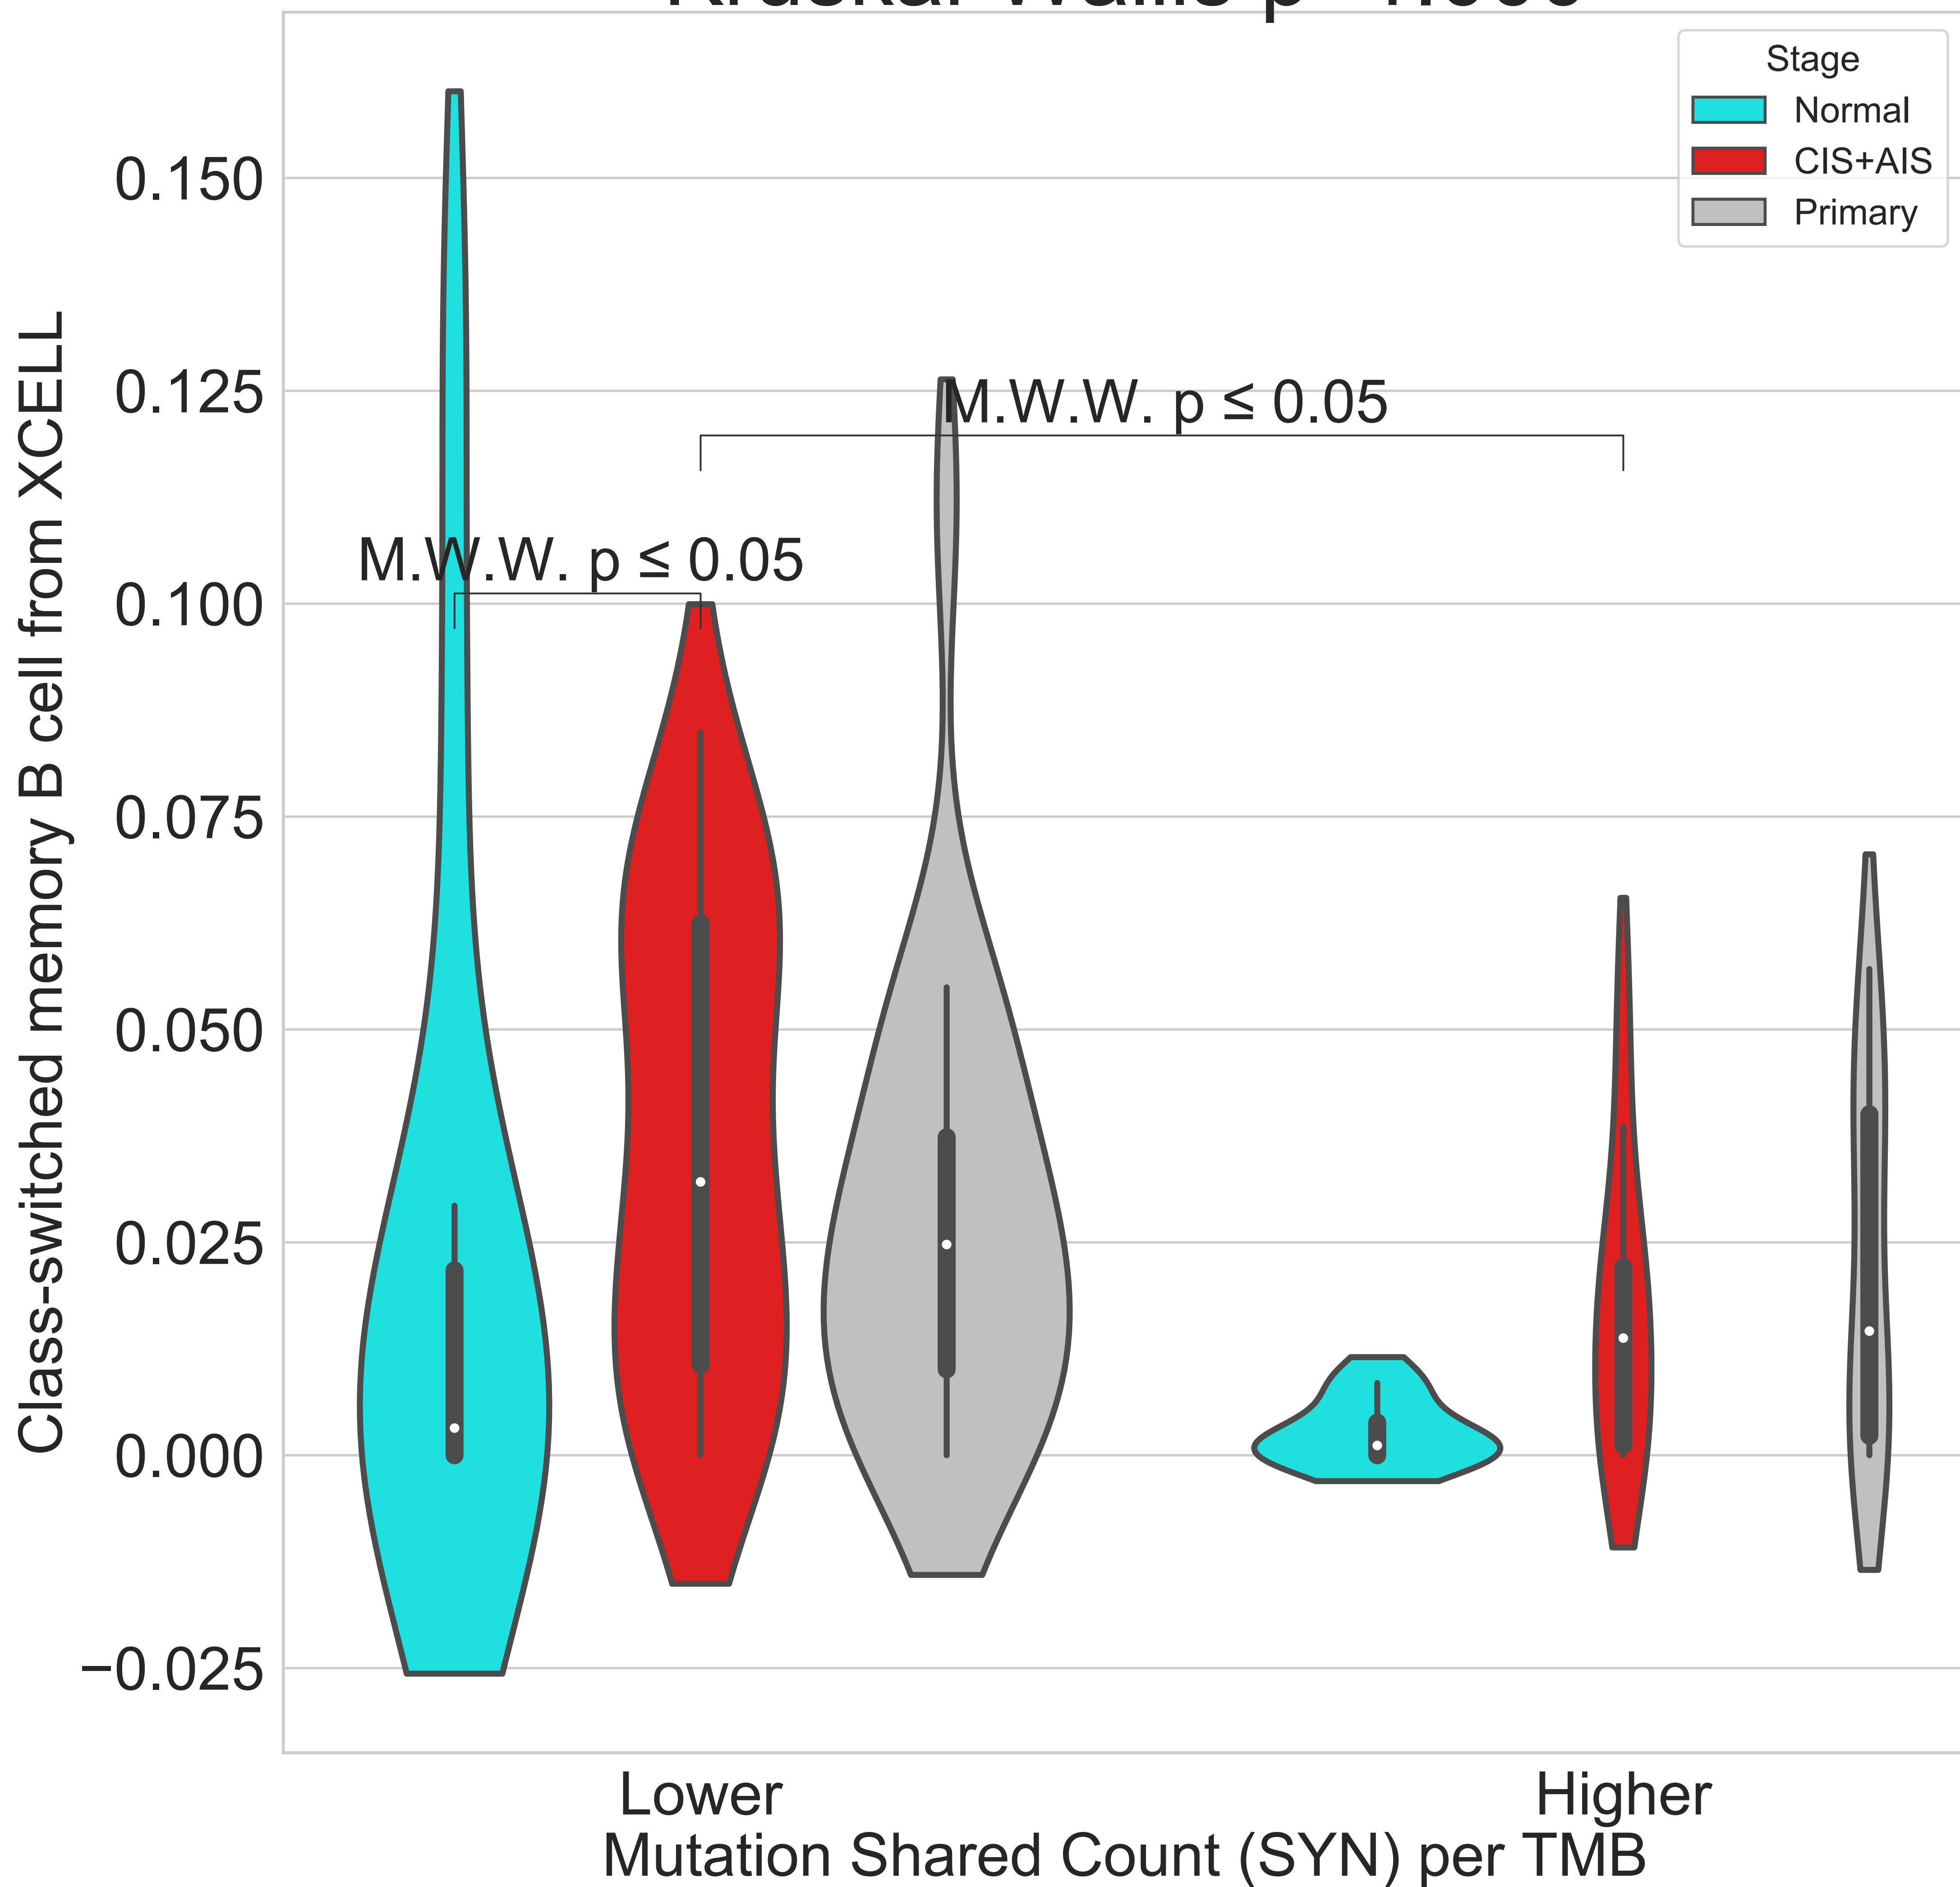 Stage
Normal
CIS+AIS
Primary
Class-switched memory B cell from XCELL
0.150
0.125
0.100
0.075
0.050
0.025
0.000
−0.025
M.W.W. p ≤ 0.05
M.W.W. p ≤ 0.05
Lower
Higher
Mutation Shared Count (SYN) per TMB